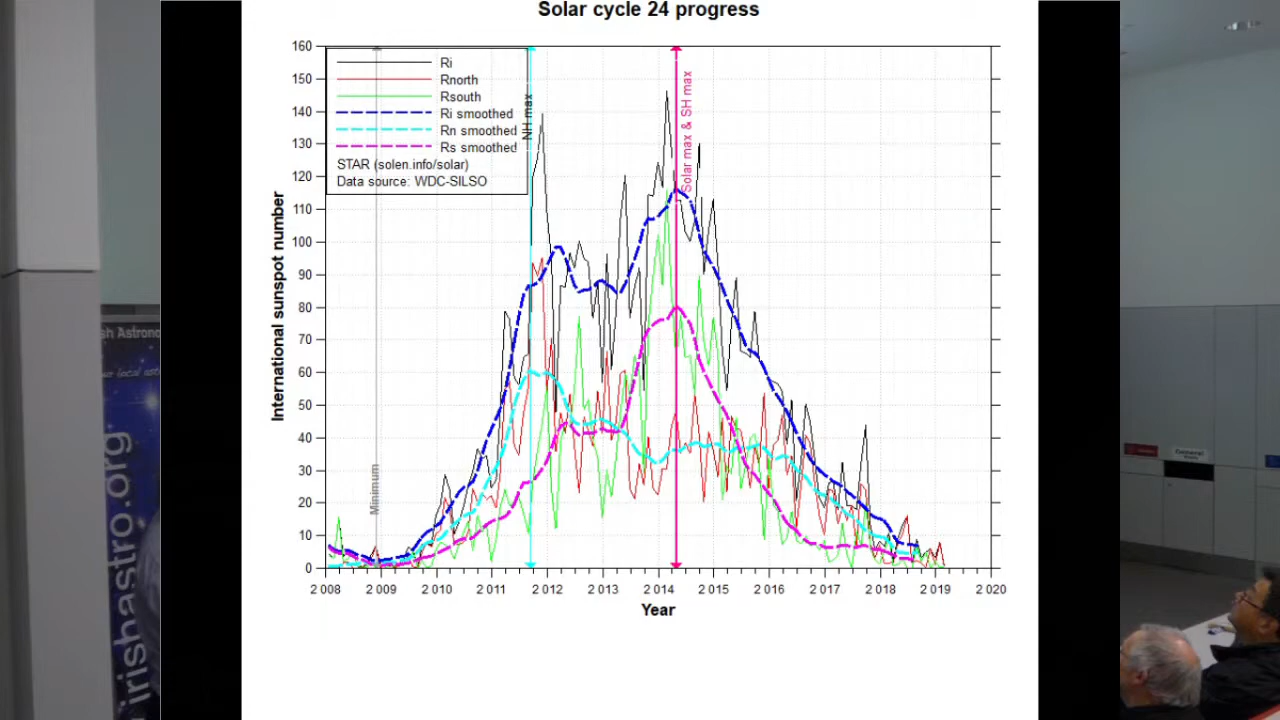 Solar cycle 24 progress
160
150
140
130
120
110
100
90
80
70
60
50
40
30
20
10
0
International sunspot number
Ri
Rnorth
Rsouth
Ri smoothed
Rn smoothed
Rs smoothed
STAR (solen.info/solar)
Data source: WDC-SILSO
Minimum
NH max
Solar max & SH max
2008 2009 2010 2011 2012 2013 2014 2015 2016 2017 2018 2019 2020
Year
sh Astrono
irishastro.org